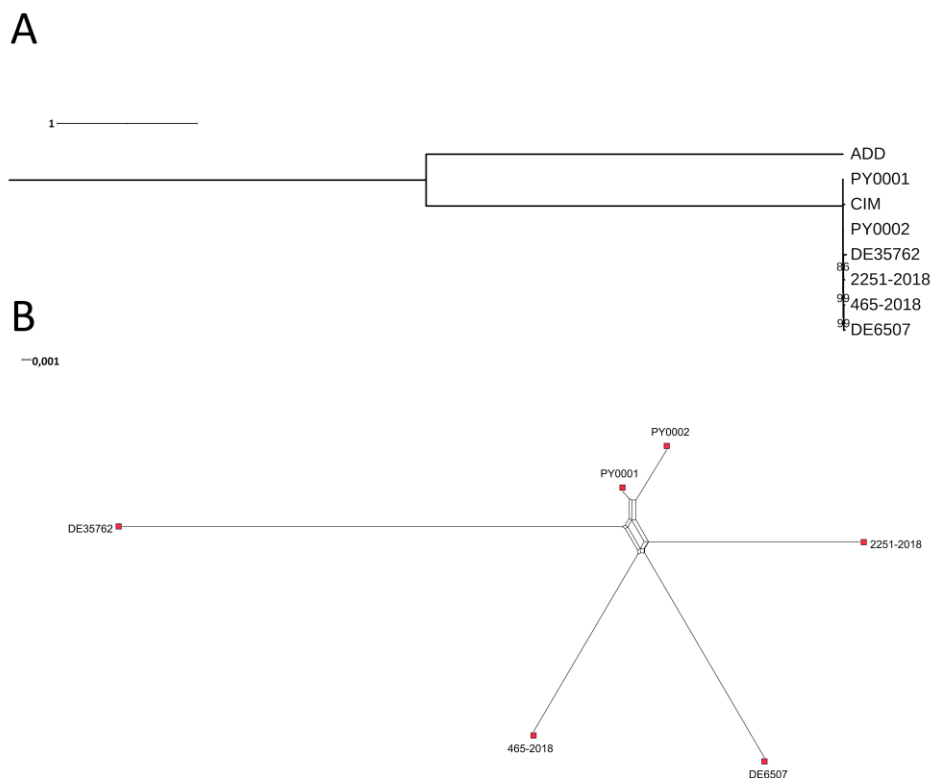 A
1
ADD
PY0001
CIM
PY0002
DE35762
86
2251-2018
99
465-2018
99
DE6507
B
0,001
PY0002
PY0001
DE35762
2251-2018
465-2018
DE6507